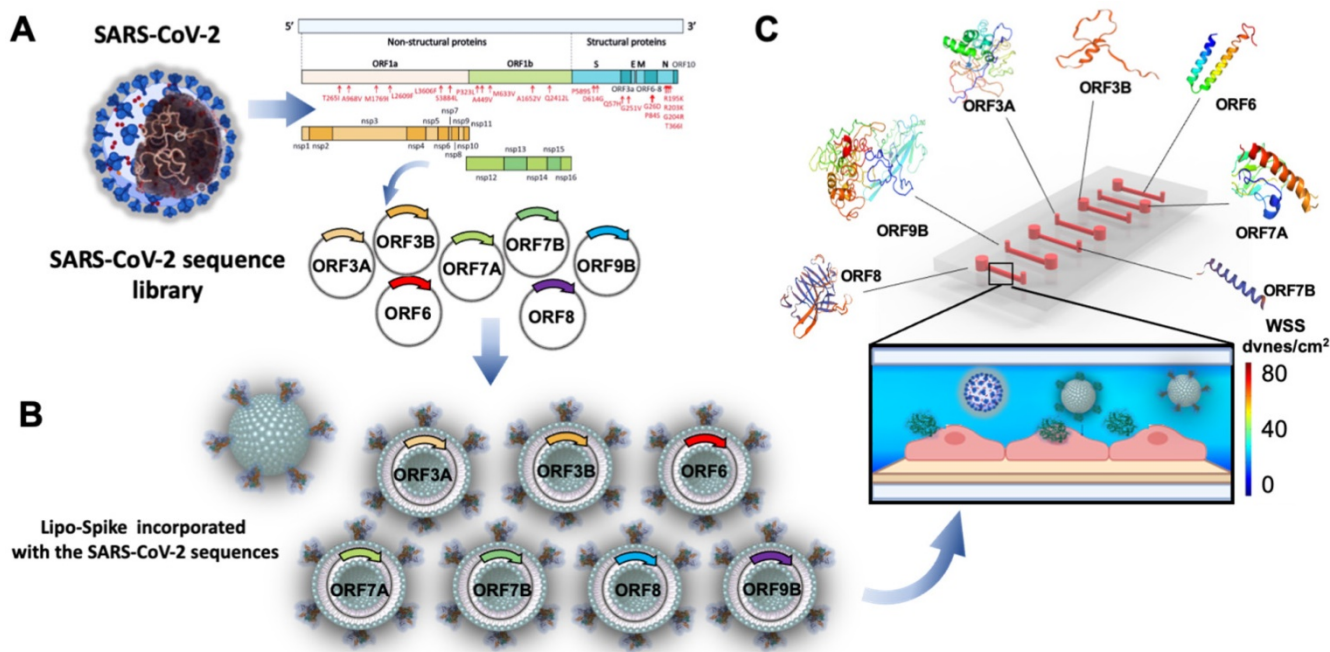 A
SARS-CoV-2
5’
3’
Non-structural proteins
Structural proteins
ORF1a
ORF1b
S
E
M
N
ORF10
ORF3a
ORF6-8
T265I
A968V
M1769I
L2609F
L3606F
S3884L
P323L
A449V
M633V
A1652V
G2412L
P589S
D614G
Q57H
G251V
G26D
P84S
R195K
R203K
G204R
T366I
nsp1
nsp2
nsp3
nsp4
nsp5
nsp6
nsp7
nsp8
nsp9
nsp10
nsp11
nsp12
nsp13
nsp14
nsp15
nsp16
SARS-CoV-2 sequence
library
ORF3A
ORF3B
ORF6
ORF7A
ORF7B
ORF8
ORF9B
B
Lipo-Spike incorporated
with the SARS-CoV-2 sequences
ORF3A
ORF3B
ORF6
ORF7A
ORF7B
ORF8
ORF9B
C
ORF3A
ORF3B
ORF6
ORF9B
ORF7A
ORF8
ORF7B
WSS
dvnes/cm²
80
40
0